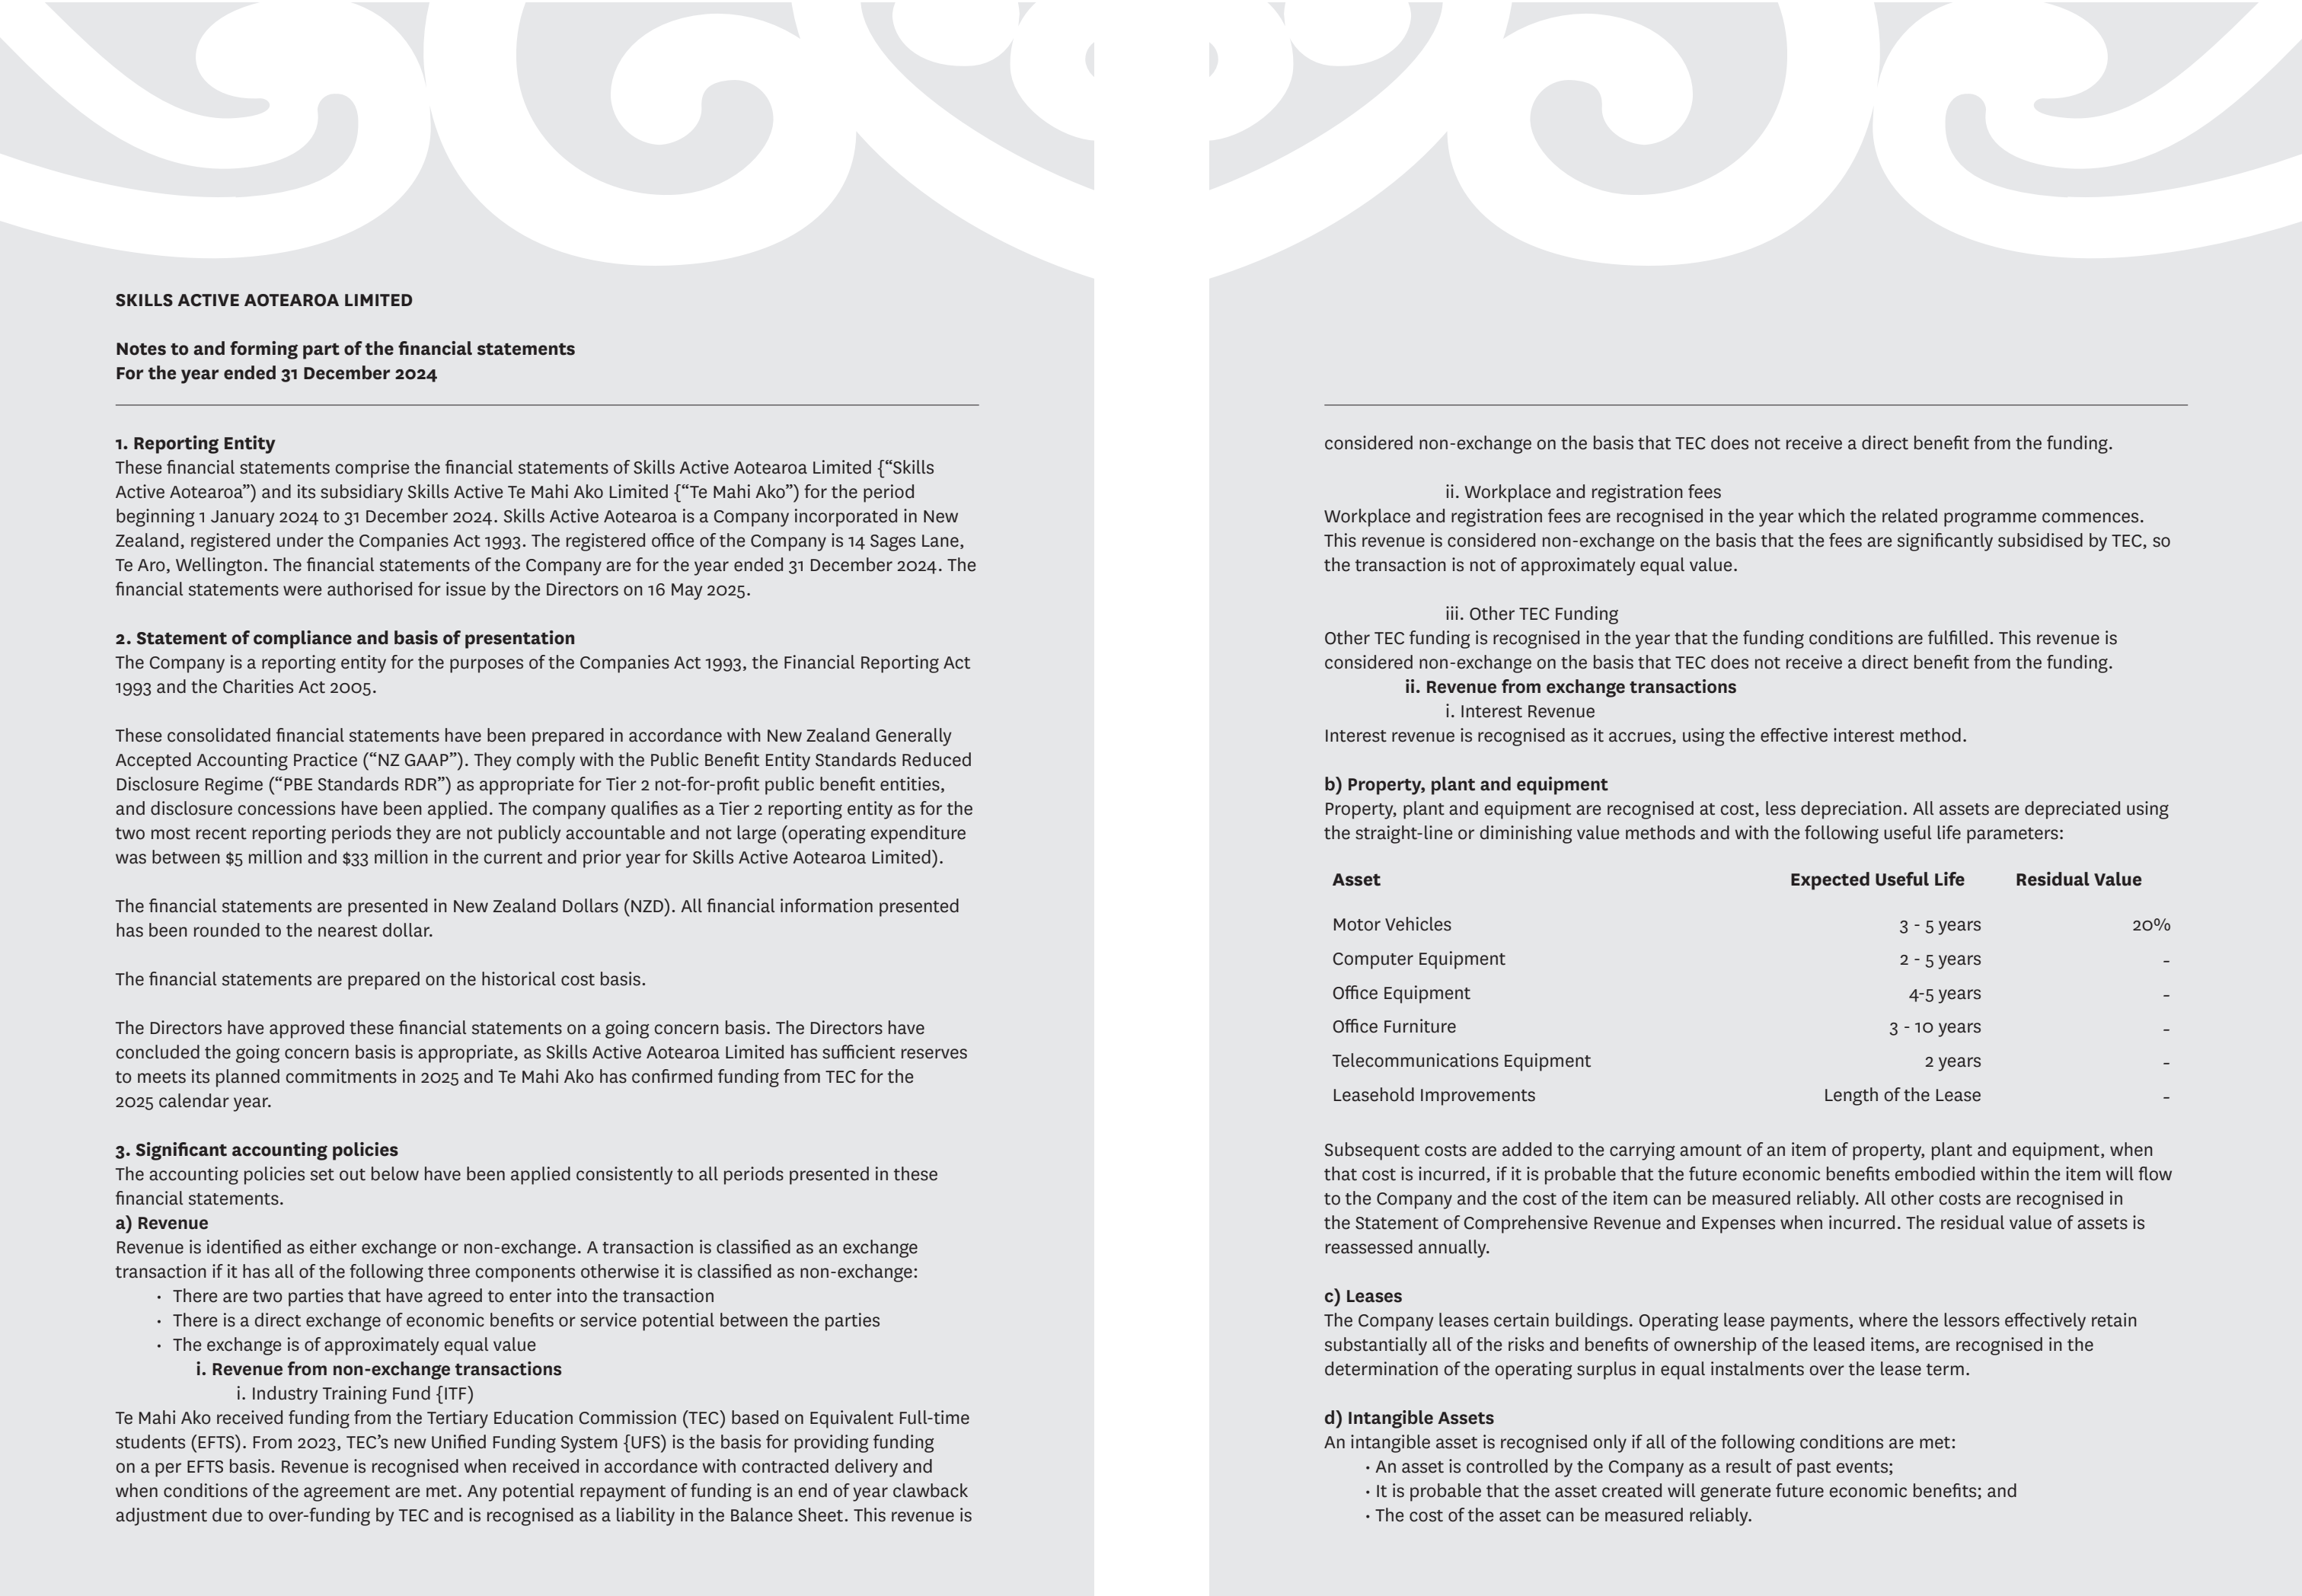 SKILLS ACTIVE AOTEAROA LIMITED
Notes to and forming part of the financial statements
For the year ended 31 December 2024
1. Reporting Entity
These financial statements comprise the financial statements of Skills Active Aotearoa Limited {“Skills
Active Aotearoa”) and its subsidiary Skills Active Te Mahi Ako Limited {“Te Mahi Ako”) for the period
beginning 1 January 2024 to 31 December 2024. Skills Active Aotearoa is a Company incorporated in New
Zealand, registered under the Companies Act 1993. The registered office of the Company is 14 Sages Lane,
Te Aro, Wellington. The financial statements of the Company are for the year ended 31 December 2024. The
financial statements were authorised for issue by the Directors on 16 May 2025.
2. Statement of compliance and basis of presentation
The Company is a reporting entity for the purposes of the Companies Act 1993, the Financial Reporting Act
1993 and the Charities Act 2005.
These consolidated financial statements have been prepared in accordance with New Zealand Generally
Accepted Accounting Practice (“NZ GAAP”). They comply with the Public Benefit Entity Standards Reduced
Disclosure Regime (“PBE Standards RDR”) as appropriate for Tier 2 not-for-profit public benefit entities,
and disclosure concessions have been applied. The company qualifies as a Tier 2 reporting entity as for the
two most recent reporting periods they are not publicly accountable and not large (operating expenditure
was between $5 million and $33 million in the current and prior year for Skills Active Aotearoa Limited).
The financial statements are presented in New Zealand Dollars (NZD). All financial information presented
has been rounded to the nearest dollar.
The financial statements are prepared on the historical cost basis.
The Directors have approved these financial statements on a going concern basis. The Directors have
concluded the going concern basis is appropriate, as Skills Active Aotearoa Limited has sufficient reserves
to meets its planned commitments in 2025 and Te Mahi Ako has confirmed funding from TEC for the
2025 calendar year.
3. Significant accounting policies
The accounting policies set out below have been applied consistently to all periods presented in these
financial statements.
a) Revenue
Revenue is identified as either exchange or non-exchange. A transaction is classified as an exchange
transaction if it has all of the following three components otherwise it is classified as non-exchange:
· There are two parties that have agreed to enter into the transaction
· There is a direct exchange of economic benefits or service potential between the parties
· The exchange is of approximately equal value
i. Revenue from non-exchange transactions
i. Industry Training Fund {ITF)
Te Mahi Ako received funding from the Tertiary Education Commission (TEC) based on Equivalent Full-time
students (EFTS). From 2023, TEC’s new Unified Funding System {UFS) is the basis for providing funding
on a per EFTS basis. Revenue is recognised when received in accordance with contracted delivery and
when conditions of the agreement are met. Any potential repayment of funding is an end of year clawback
adjustment due to over-funding by TEC and is recognised as a liability in the Balance Sheet. This revenue is
considered non-exchange on the basis that TEC does not receive a direct benefit from the funding.
ii. Workplace and registration fees
Workplace and registration fees are recognised in the year which the related programme commences.
This revenue is considered non-exchange on the basis that the fees are significantly subsidised by TEC, so
the transaction is not of approximately equal value.
iii. Other TEC Funding
Other TEC funding is recognised in the year that the funding conditions are fulfilled. This revenue is
considered non-exchange on the basis that TEC does not receive a direct benefit from the funding.
ii. Revenue from exchange transactions
i. Interest Revenue
Interest revenue is recognised as it accrues, using the effective interest method.
b) Property, plant and equipment
Property, plant and equipment are recognised at cost, less depreciation. All assets are depreciated using
the straight-line or diminishing value methods and with the following useful life parameters:
Asset Expected Useful Life Residual Value
Motor Vehicles 3 - 5 years 20%
Computer Equipment 2 - 5 years -
Office Equipment 4-5 years -
Office Furniture 3 - 10 years -
Telecommunications Equipment 2 years -
Leasehold Improvements Length of the Lease -
Subsequent costs are added to the carrying amount of an item of property, plant and equipment, when
that cost is incurred, if it is probable that the future economic benefits embodied within the item will flow
to the Company and the cost of the item can be measured reliably. All other costs are recognised in
the Statement of Comprehensive Revenue and Expenses when incurred. The residual value of assets is
reassessed annually.
c) Leases
The Company leases certain buildings. Operating lease payments, where the lessors effectively retain
substantially all of the risks and benefits of ownership of the leased items, are recognised in the
determination of the operating surplus in equal instalments over the lease term.
d) Intangible Assets
An intangible asset is recognised only if all of the following conditions are met:
· An asset is controlled by the Company as a result of past events;
· It is probable that the asset created will generate future economic benefits; and
· The cost of the asset can be measured reliably.